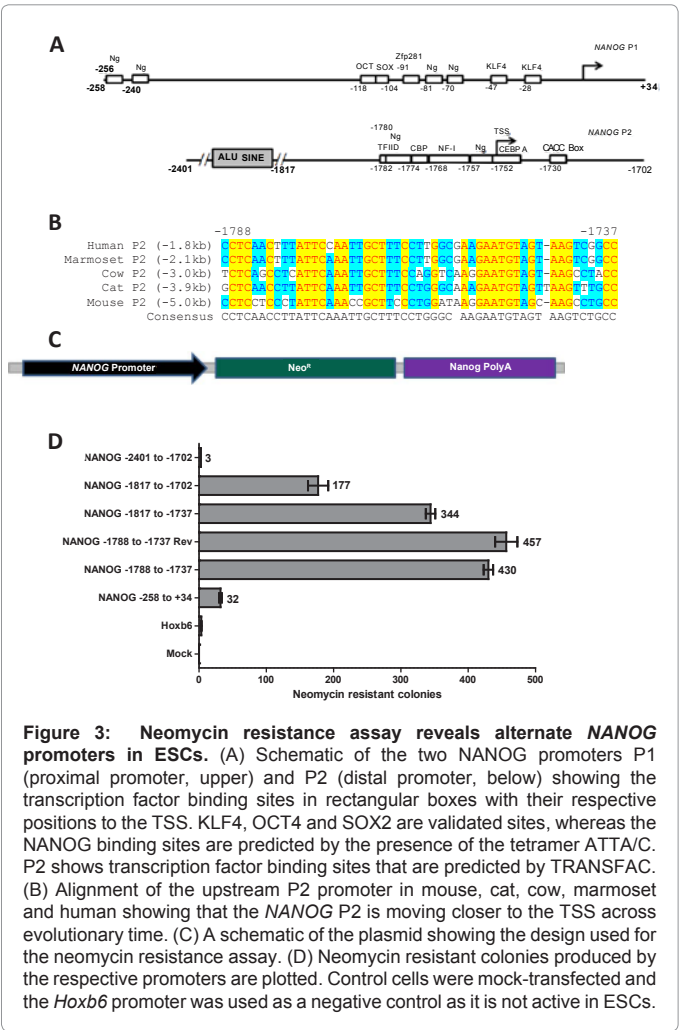 A
Ng
-256
-258
Ng
-240
OCT
SOX
Zfp281
-91
Ng
Ng
KLF4
KLF4
NANOG P1
-118
-104
-81
-70
-47
-28
+34
-1780
Ng
TFIID
CBP
NF-I
Ng
TSS
CEBP A
CACC Box
NANOG P2
-2401
ALU SINE
-1817
-1782
-1774
-1768
-1757
-1752
-1730
-1702
B
-1788 -1737
Human P2 (-1.8kb) CCTCAACTTTATTCCAATTGCTTTCCTTGGCGAAGAATGTAGT-AAGTCGGCC
Marmoset P2 (-2.1kb) CCTCAACTTTATTCAAATTGCTTTCCTTGGCGAAGAATGTAGT-AAGTCGGCC
Cow P2 (-3.0kb) TCTCAGCCTCATTCAAATTGCTTTCCAGGTCAAGGAATGTAGT-AAGCCTACC
Cat P2 (-3.9kb) GCTCAACCTTATTCAAATTGCTTTCCTGGGCAAAGAATGTAGTTAAGTTTGCC
Mouse P2 (-5.0kb) CCTCCTCCCTATTCAAACCGCTTCCCTGGATAAGGAATGTAGC-AAGCCTGCC
Consensus CCTCAACCTTATTCAAATTGCTTTCCTGGGC AAGAATGTAGT AAGTCTGCC
C
NANOG Promoter
Neoᴿ
Nanog PolyA
D
NANOG -2401 to -1702 3
NANOG -1817 to -1702 177
NANOG -1817 to -1737 344
NANOG -1788 to -1737 Rev 457
NANOG -1788 to -1737 430
NANOG -258 to +34 32
Hoxb6
Mock
0 100 200 300 400 500
Neomycin resistant colonies
Figure 3: Neomycin resistance assay reveals alternate NANOG
promoters in ESCs. (A) Schematic of the two NANOG promoters P1
(proximal promoter, upper) and P2 (distal promoter, below) showing the
transcription factor binding sites in rectangular boxes with their respective
positions to the TSS. KLF4, OCT4 and SOX2 are validated sites, whereas the
NANOG binding sites are predicted by the presence of the tetramer ATTA/C.
P2 shows transcription factor binding sites that are predicted by TRANSFAC.
(B) Alignment of the upstream P2 promoter in mouse, cat, cow, marmoset
and human showing that the NANOG P2 is moving closer to the TSS across
evolutionary time. (C) A schematic of the plasmid showing the design used for
the neomycin resistance assay. (D) Neomycin resistant colonies produced by
the respective promoters are plotted. Control cells were mock-transfected and
the Hoxb6 promoter was used as a negative control as it is not active in ESCs.